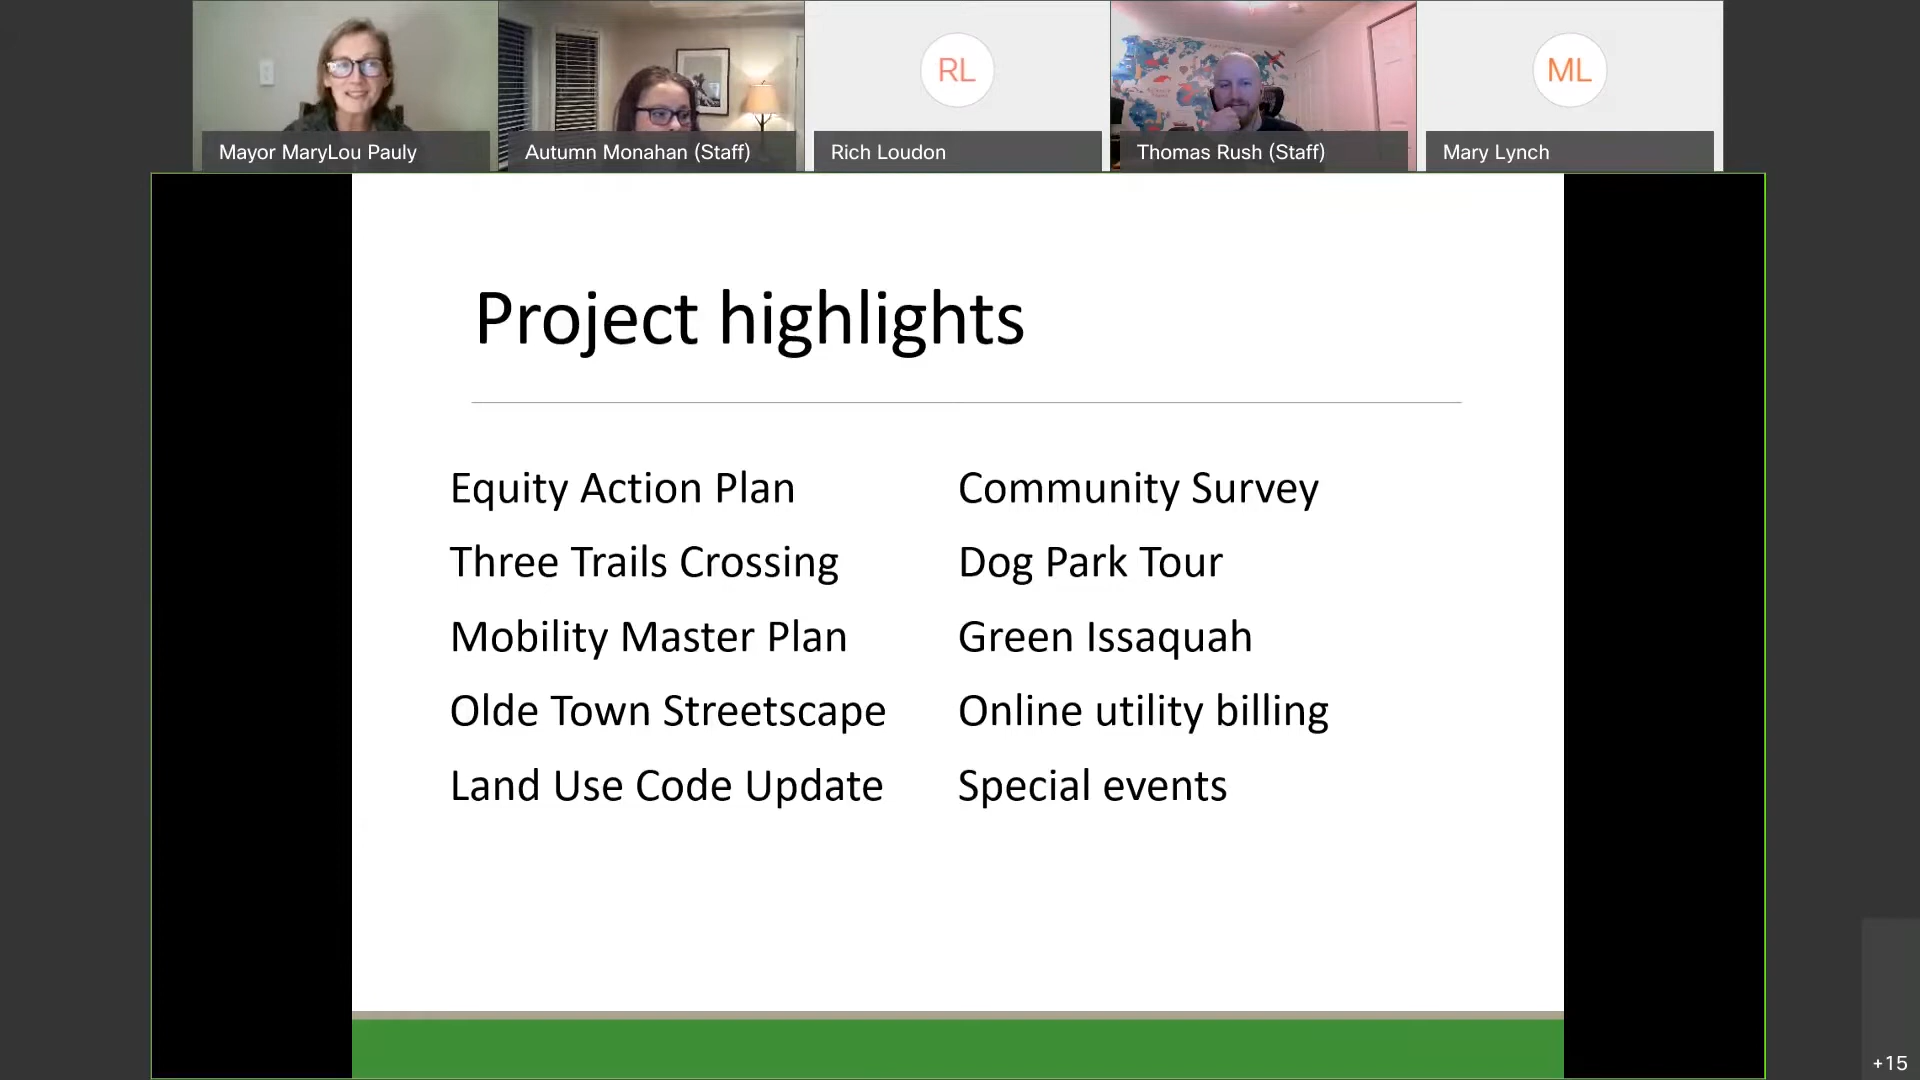 Mayor MaryLou Pauly
Autumn Monahan (Staff)
RL
Rich Loudon
Thomas Rush (Staff)
ML
Mary Lynch
Project highlights
Equity Action Plan
Three Trails Crossing
Mobility Master Plan
Olde Town Streetscape
Land Use Code Update
Community Survey
Dog Park Tour
Green Issaquah
Online utility billing
Special events
+15